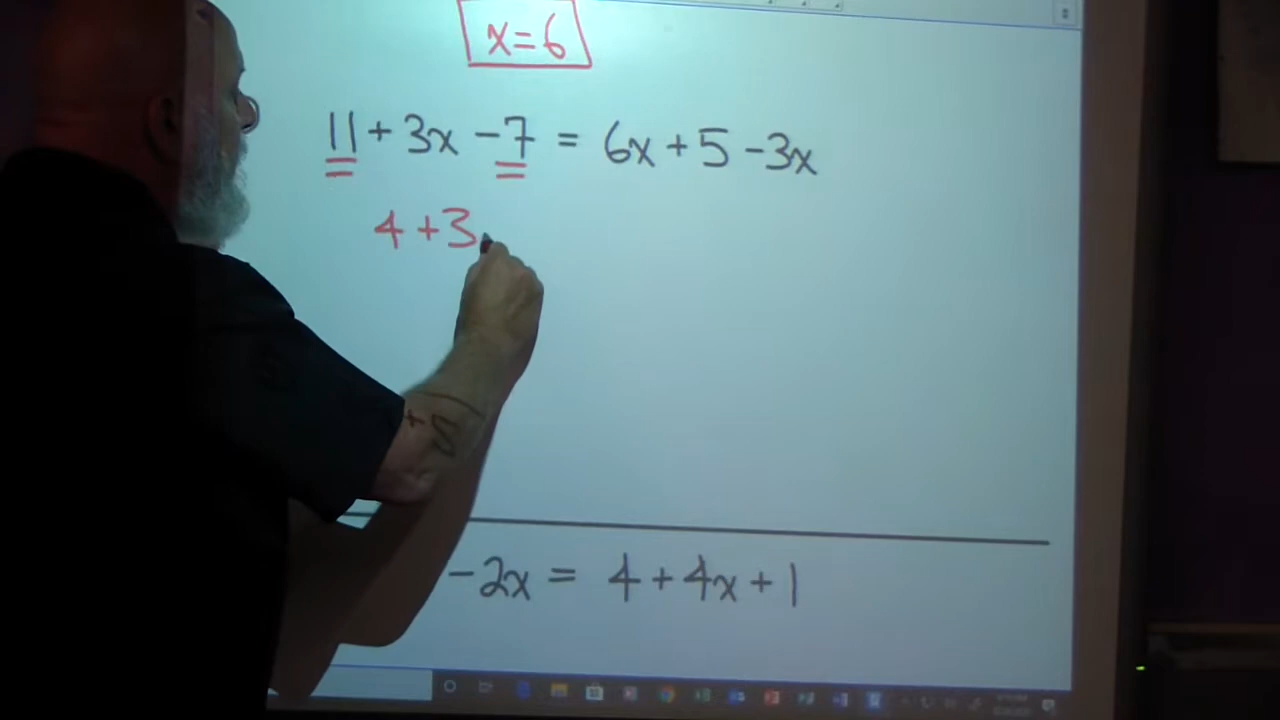 x=6
11+3x-7 = 6x+5-3x
4+3
-2x = 4+4x+1